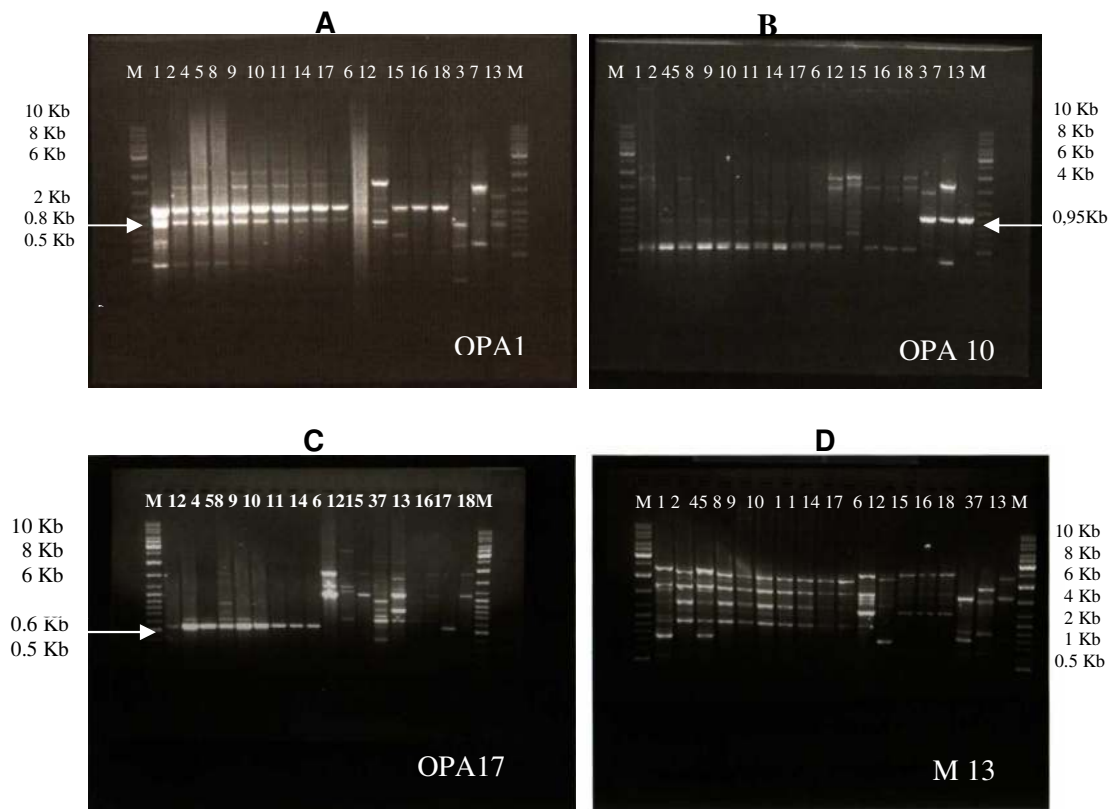 A
M 1 2 4 5 8 9 10 11 14 17 6 12 15 16 18 3 7 13 M
10 Kb
8 Kb
6 Kb
2 Kb
0.8 Kb
0.5 Kb
OPA1
B
M 1 2 45 8 9 10 11 14 17 6 12 15 16 18 3 7 13 M
10 Kb
8 Kb
6 Kb
4 Kb
0,95Kb
OPA 10
C
M 12 4 58 9 10 11 14 6 1215 37 13 1617 18M
10 Kb
8 Kb
6 Kb
0.6 Kb
0.5 Kb
OPA17
D
M 1 2 45 8 9 10 1 1 14 17 6 12 15 16 18 37 13 M
10 Kb
8 Kb
6 Kb
4 Kb
2 Kb
1 Kb
0.5 Kb
M 13